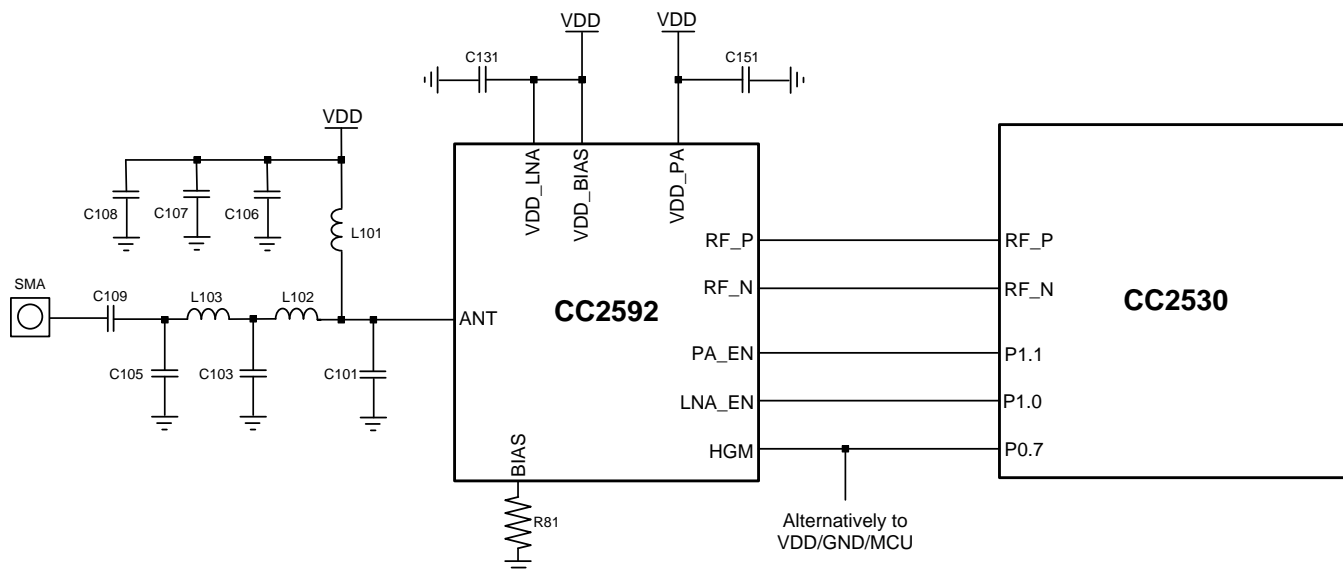 VDD
VDD
C131
C151
VDD
VDD_LNA
VDD_BIAS
VDD_PA
C108
C107
C106
L101
RF_P
RF_P
SMA
C109
L103
L102
RF_N
RF_N
ANT
CC2592
CC2530
PA_EN
P1.1
C105
C103
C101
LNA_EN
P1.0
HGM
P0.7
BIAS
R81
Alternatively to
VDD/GND/MCU